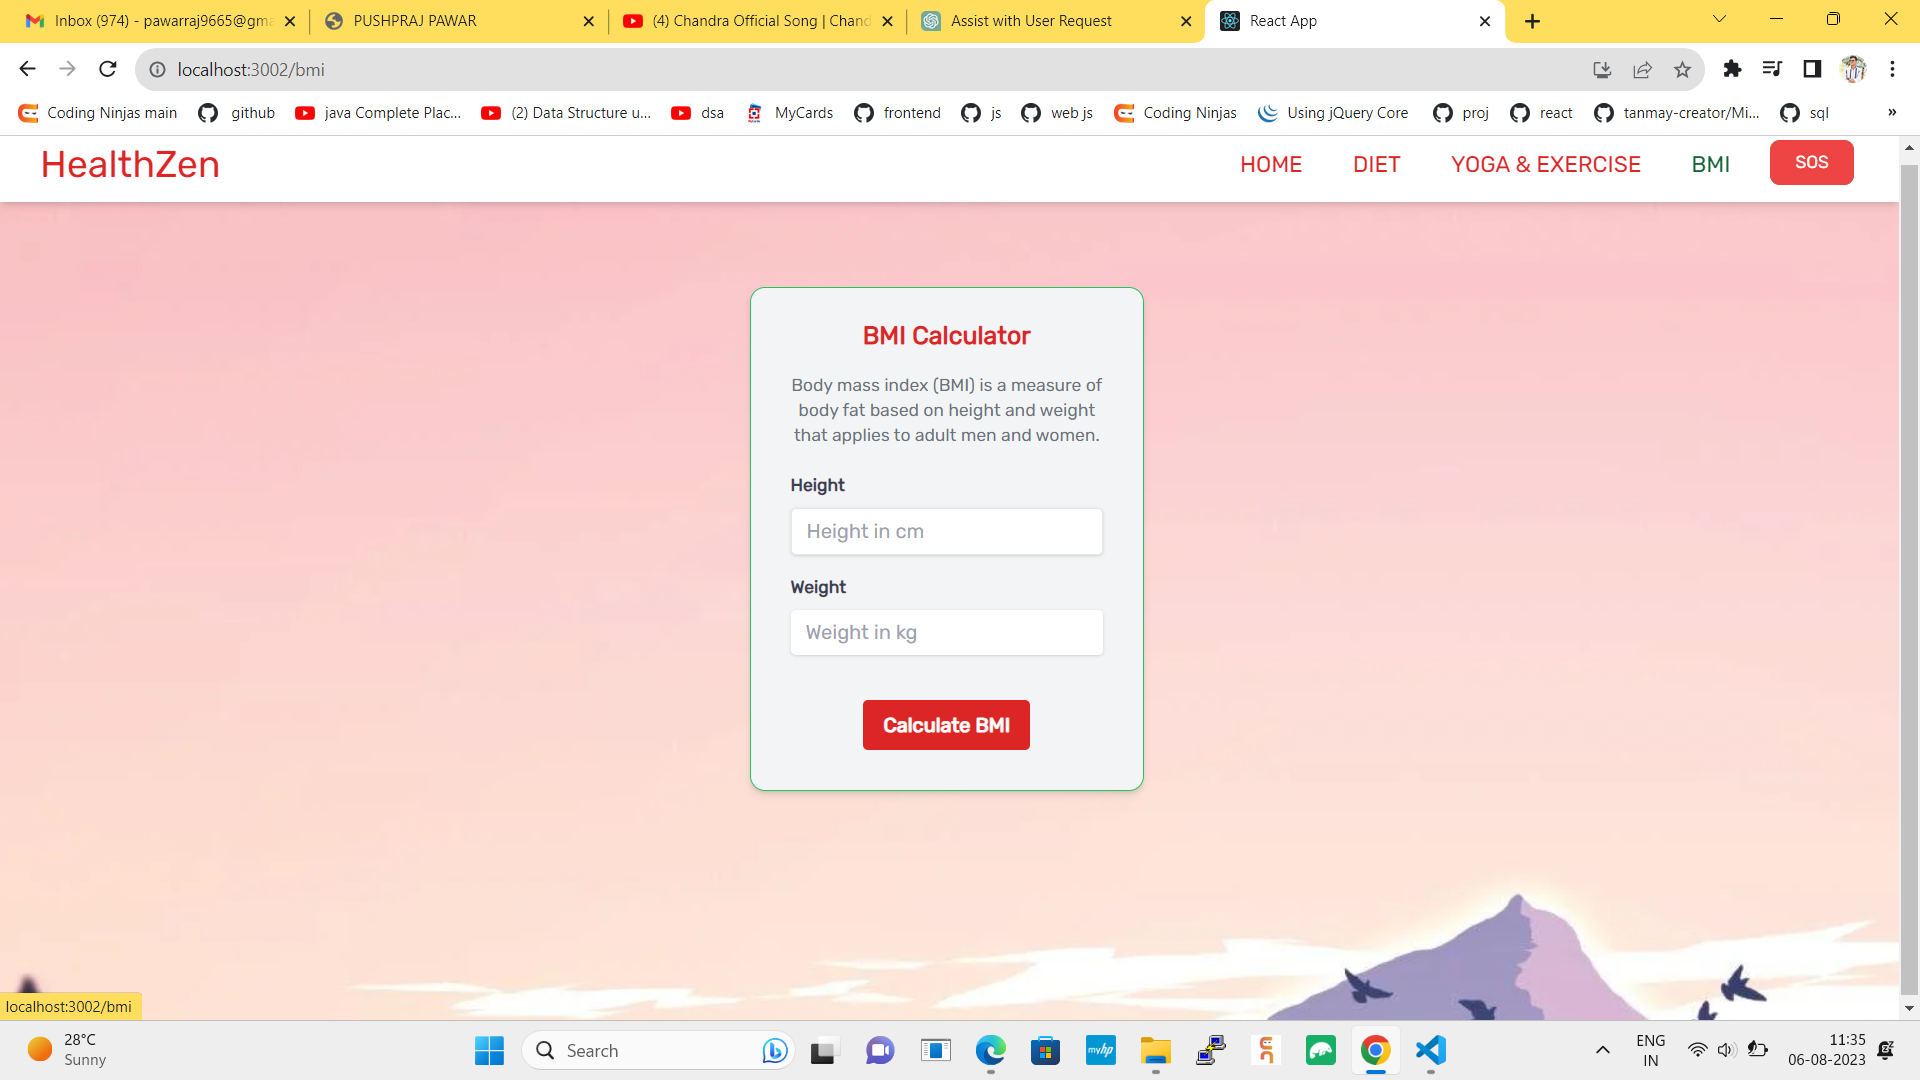 Inbox (974) - pawarraj9665@gma
PUSHPRAJ PAWAR
(4) Chandra Official Song | Chand
Assist with User Request
React App
localhost:3002/bmi
Coding Ninjas main
github
java Complete Plac...
(2) Data Structure u...
dsa
MyCards
frontend
js
web js
Coding Ninjas
Using jQuery Core
proj
react
tanmay-creator/Mi...
sql
»
HealthZen
HOME
DIET
YOGA & EXERCISE
BMI
SOS
BMI Calculator
Body mass index (BMI) is a measure of
body fat based on height and weight
that applies to adult men and women.
Height
Height in cm
Weight
Weight in kg
Calculate BMI
localhost:3002/bmi
28°C
Sunny
Search
myhp
ENG
IN
11:35
06-08-2023